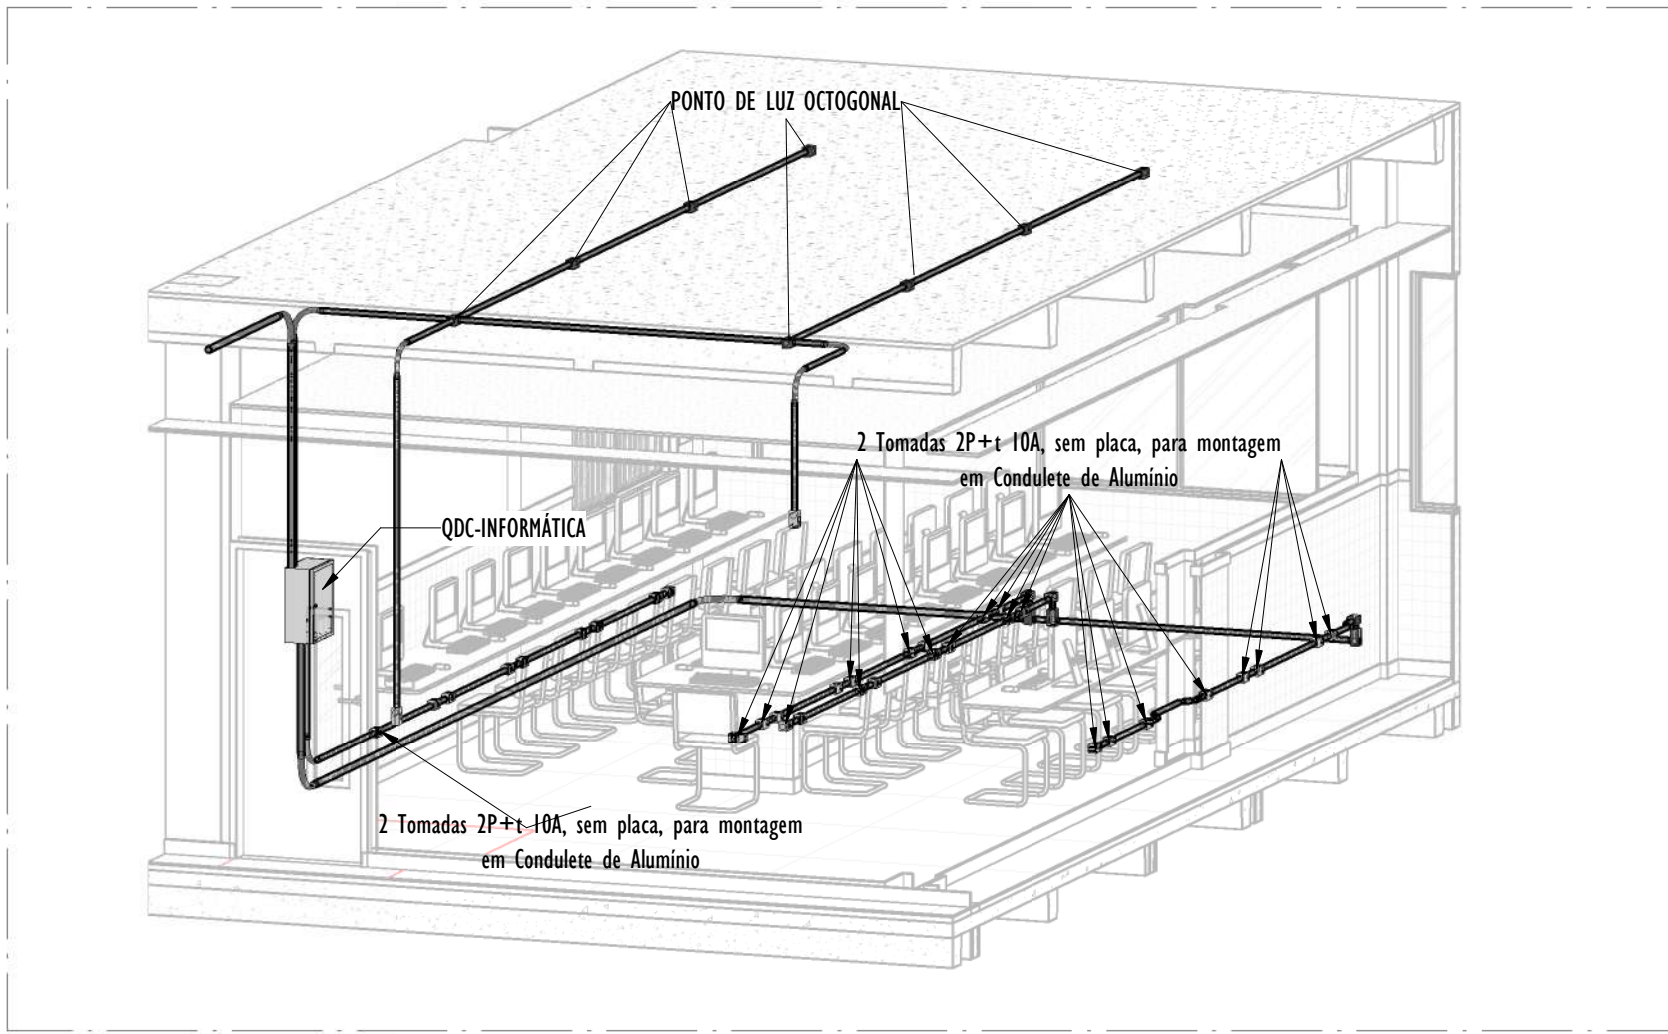 PONTO DE LUZ OCTOGONAL
2 Tomadas 2P+t 10A, sem placa, para montagem
em Condulete de Alumínio
QDC-INFORMÁTICA
2 Tomadas 2P+t 10A, sem placa, para montagem
em Condulete de Alumínio